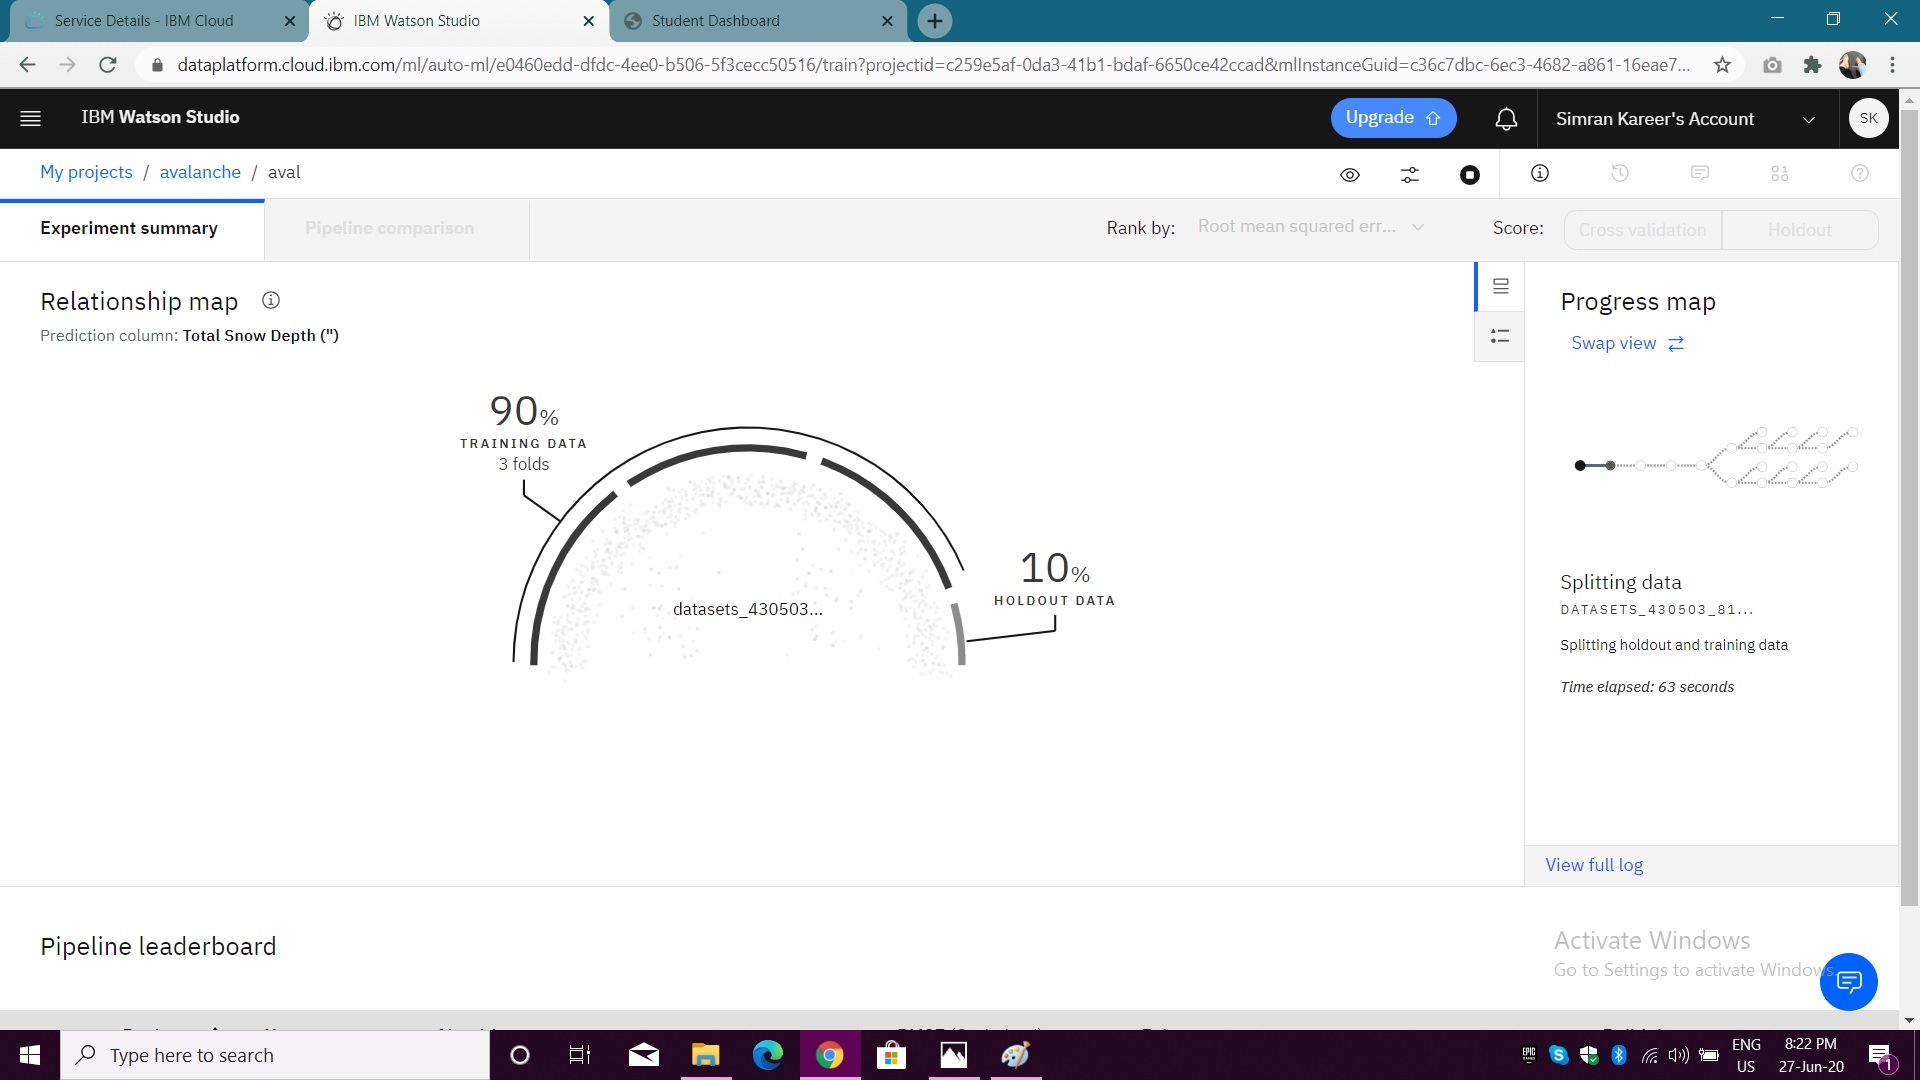 Service Details - IBM Cloud
IBM Watson Studio
Student Dashboard
dataplatform.cloud.ibm.com/ml/auto-ml/e0460edd-dfdc-4ee0-b506-5f3cecc50516/train?projectid=c259e5af-0da3-41b1-bdaf-6650ce42ccad&mlInstanceGuid=c36c7dbc-6ec3-4682-a861-16eae7...
IBM Watson Studio
Upgrade
Simran Kareer's Account
SK
My projects / avalanche / aval
Experiment summary
Pipeline comparison
Rank by: Root mean squared err...
Score: Cross validation Holdout
Relationship map
Prediction column: Total Snow Depth (")
90%
TRAINING DATA
3 folds
datasets_430503...
10%
HOLDOUT DATA
Progress map
Swap view
Splitting data
DATASETS_430503_81...
Splitting holdout and training data
Time elapsed: 63 seconds
View full log
Pipeline leaderboard
Activate Windows
Go to Settings to activate Windows.
Type here to search
EPIC
ENG
US
8:22 PM
27-Jun-20
1